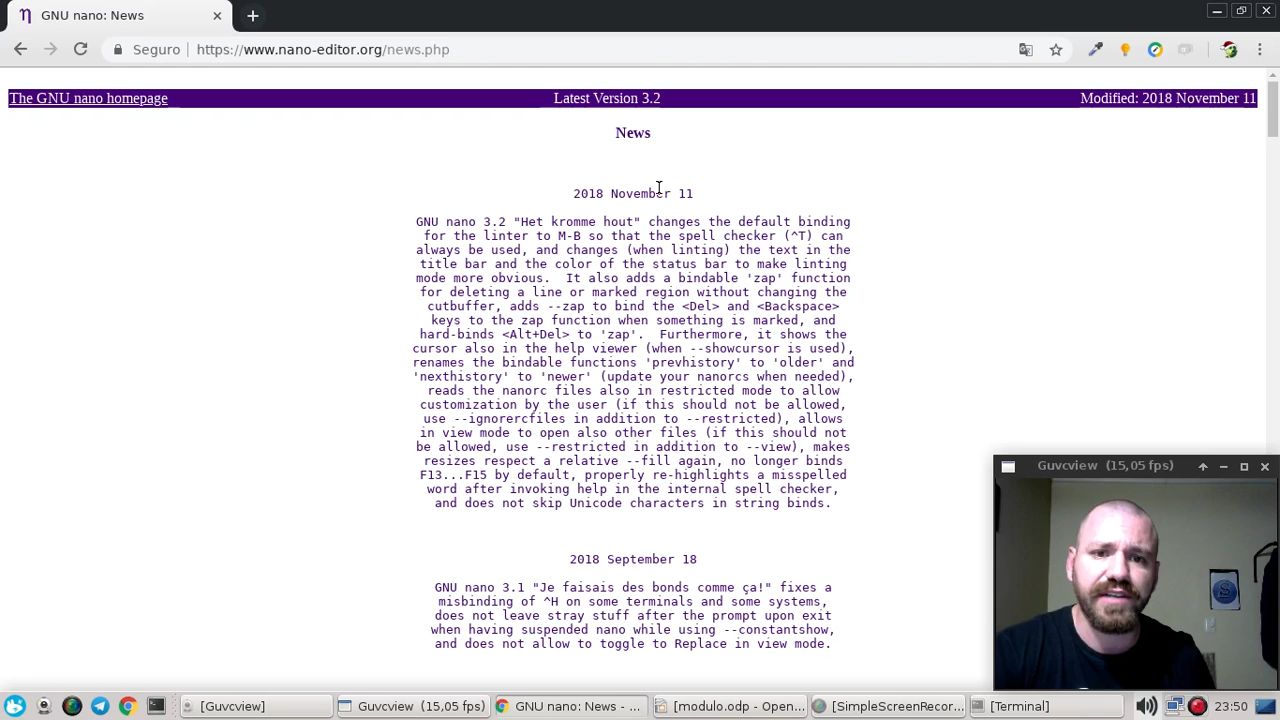 GNU nano: News
Seguro
https://www.nano-editor.org/news.php
The GNU nano homepage
Latest Version 3.2
Modified: 2018 November 11
News
2018 November 11
GNU nano 3.2 "Het kromme hout" changes the default binding
for the linter to M-B so that the spell checker (^T) can
always be used, and changes (when linting) the text in the
title bar and the color of the status bar to make linting
mode more obvious.  It also adds a bindable 'zap' function
for deleting a line or marked region without changing the
cutbuffer, adds --zap to bind the <Del> and <Backspace>
keys to the zap function when something is marked, and
hard-binds <Alt+Del> to 'zap'.  Furthermore, it shows the
cursor also in the help viewer (when --showcursor is used),
renames the bindable functions 'prevhistory' to 'older' and
'nexthistory' to 'newer' (update your nanorcs when needed),
reads the nanorc files also in restricted mode to allow
customization by the user (if this should not be allowed,
use --ignorercfiles in addition to --restricted), allows
in view mode to open also other files (if this should not
be allowed, use --restricted in addition to --view), makes
resizes respect a relative --fill again, no longer binds
F13...F15 by default, properly re-highlights a misspelled
word after invoking help in the internal spell checker,
and does not skip Unicode characters in string binds.
2018 September 18
GNU nano 3.1 "Je faisais des bonds comme ça!" fixes a
misbinding of ^H on some terminals and some systems,
does not leave stray stuff after the prompt upon exit
when having suspended nano while using --constantshow,
and does not allow to toggle to Replace in view mode.
Guvcview (15,05 fps)
[Guvcview]
Guvcview (15,05 fps)
GNU nano: News - ...
[modulo.odp - Open...
[SimpleScreenRecor...
[Terminal]
23:50